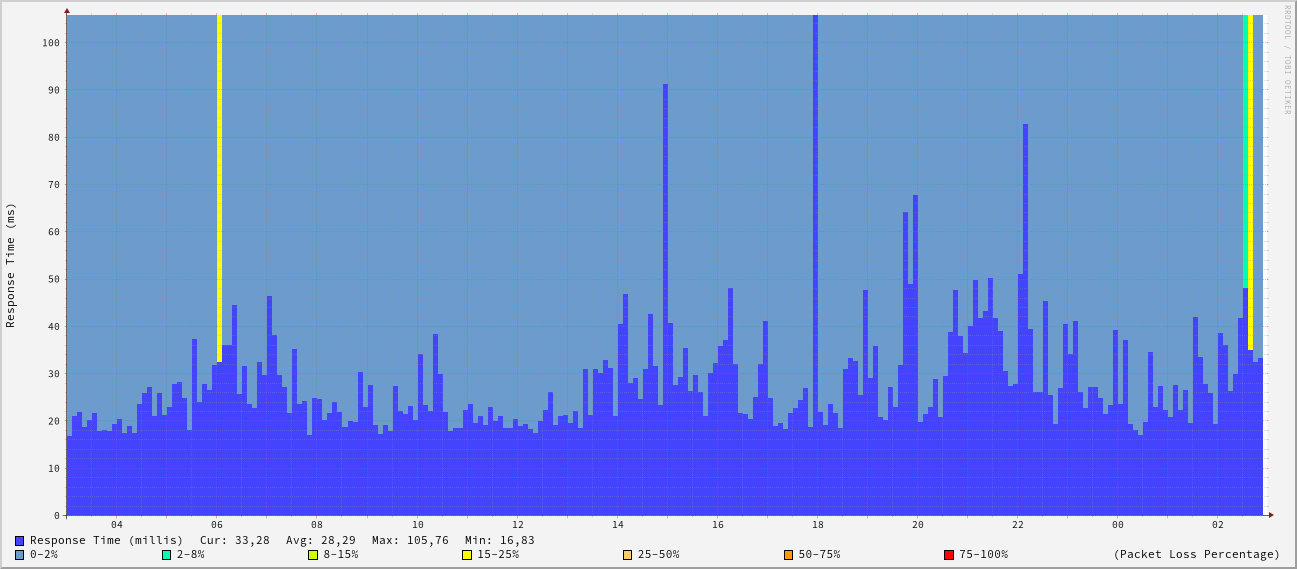 RRDTOOL / TOBI OETIKER
Response Time (ms)
100
90
80
70
60
50
40
30
20
10
0
04 06 08 10 12 14 16 18 20 22 00 02
Response Time (millis) Cur: 33,28 Avg: 28,29 Max: 105,76 Min: 16,83
0-2% 2-8% 8-15% 15-25% 25-50% 50-75% 75-100% (Packet Loss Percentage)